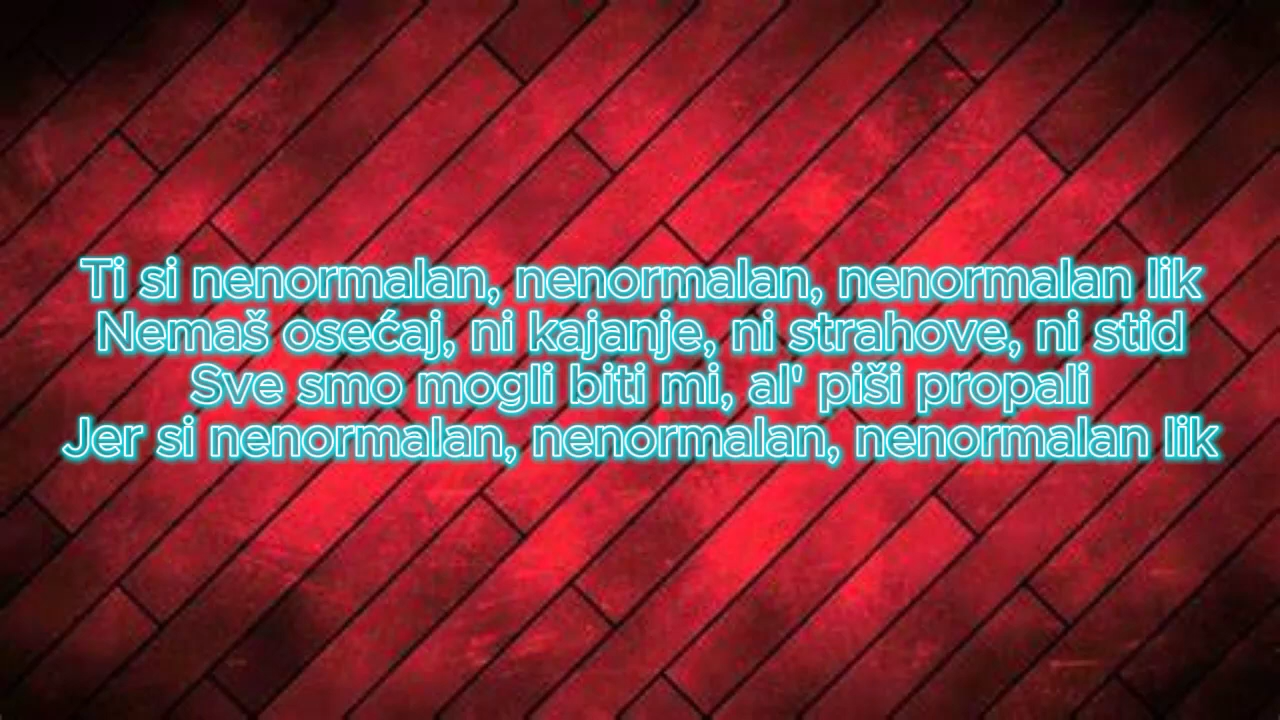 Ti si nenormalan, nenormalan, nenormalan lik
Nemaš osećaj, ni kajanje, ni strahove, ni stid
Sve smo mogli biti mi, al' piši propali
Jer si nenormalan, nenormalan, nenormalan lik